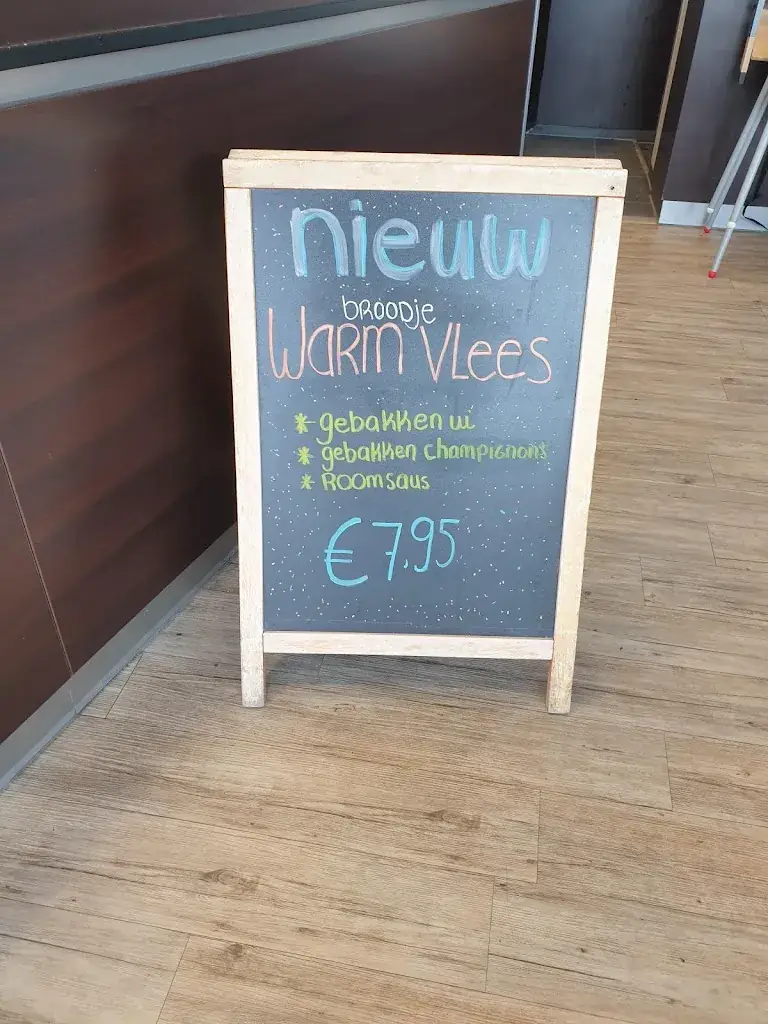 nieuw
broodje
WARM VLees
* gebakken ui
* gebakken champignons
* ROOMsaus
€ 7,95